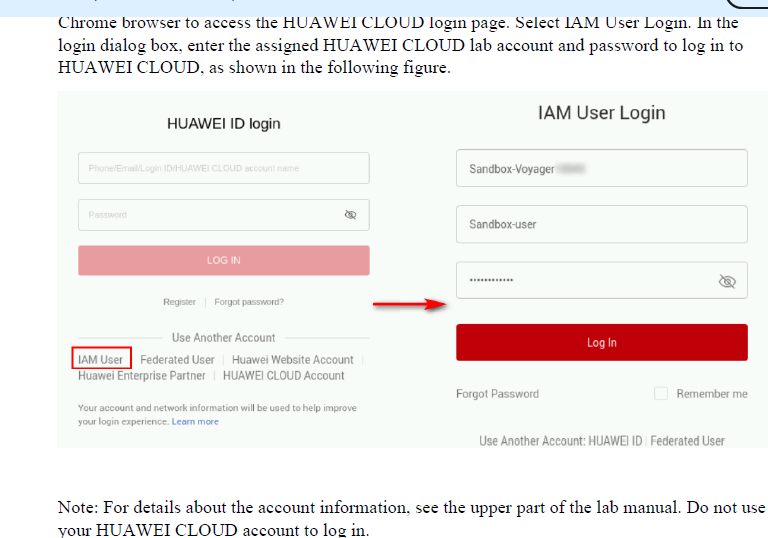 Chrome browser to access the HUAWEI CLOUD login page. Select IAM User Login. In the
login dialog box, enter the assigned HUAWEI CLOUD lab account and password to log in to
HUAWEI CLOUD, as shown in the following figure.
HUAWEI ID login
Phone/Email/Login ID/HUAWEI CLOUD account name
Password
LOG IN
Register | Forgot password?
Use Another Account
IAM User | Federated User | Huawei Website Account |
Huawei Enterprise Partner | HUAWEI CLOUD Account
Your account and network information will be used to help improve
your login experience. Learn more
IAM User Login
Sandbox-Voyager
Sandbox-user
••••••••••••
Log In
Forgot Password
Remember me
Use Another Account: HUAWEI ID | Federated User
Note: For details about the account information, see the upper part of the lab manual. Do not use
your HUAWEI CLOUD account to log in.